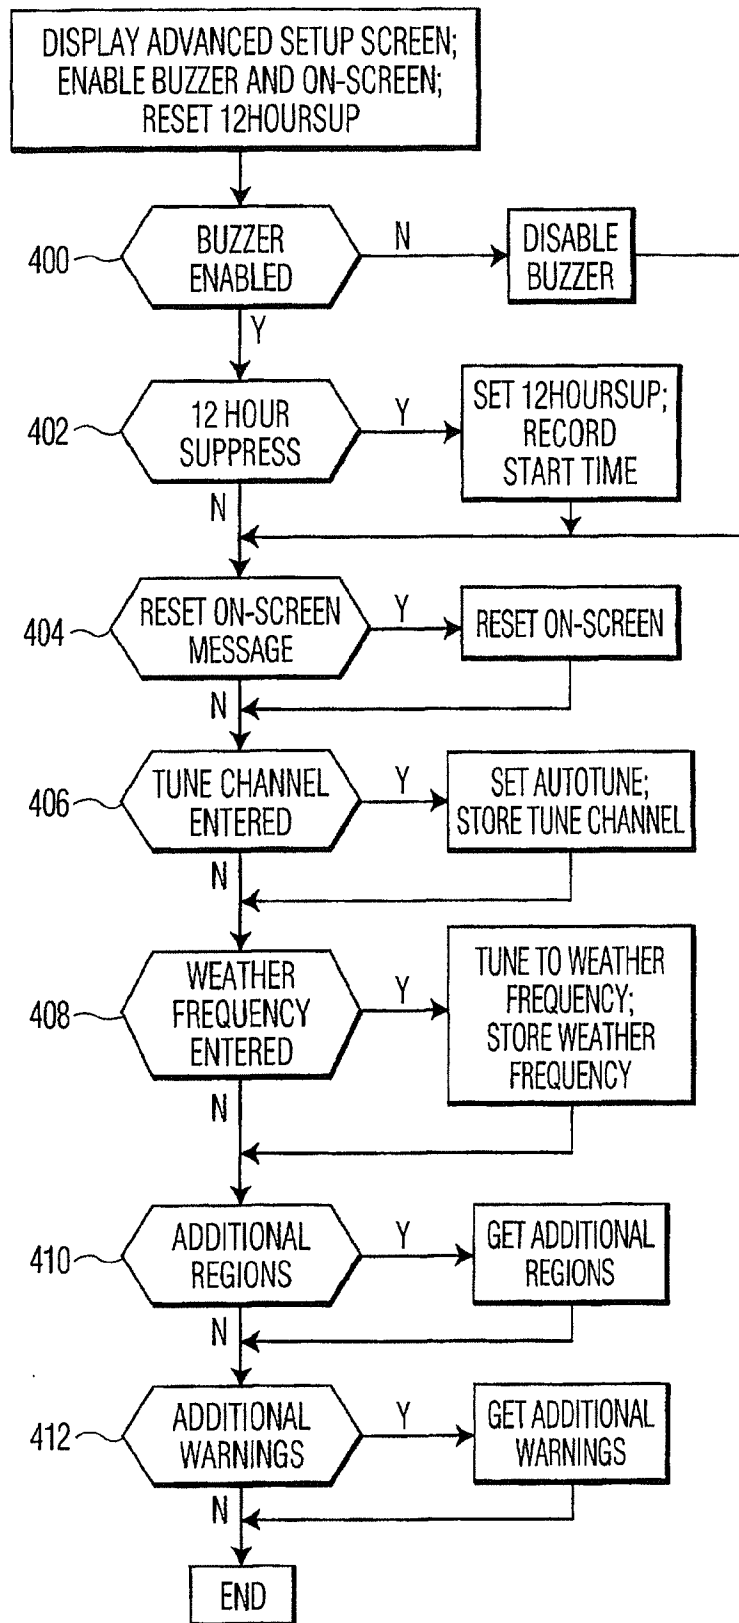 DISPLAY ADVANCED SETUP SCREEN;
ENABLE BUZZER AND ON-SCREEN;
RESET 12HOURSUP
400
BUZZER
ENABLED
N
DISABLE
BUZZER
Y
402
12 HOUR
SUPPRESS
Y
SET 12HOURSUP;
RECORD
START TIME
N
404
RESET ON-SCREEN
MESSAGE
Y
RESET ON-SCREEN
N
406
TUNE CHANNEL
ENTERED
Y
SET AUTOTUNE;
STORE TUNE CHANNEL
N
408
WEATHER
FREQUENCY
ENTERED
Y
TUNE TO WEATHER
FREQUENCY;
STORE WEATHER
FREQUENCY
N
410
ADDITIONAL
REGIONS
Y
GET ADDITIONAL
REGIONS
N
412
ADDITIONAL
WARNINGS
Y
GET ADDITIONAL
WARNINGS
N
END